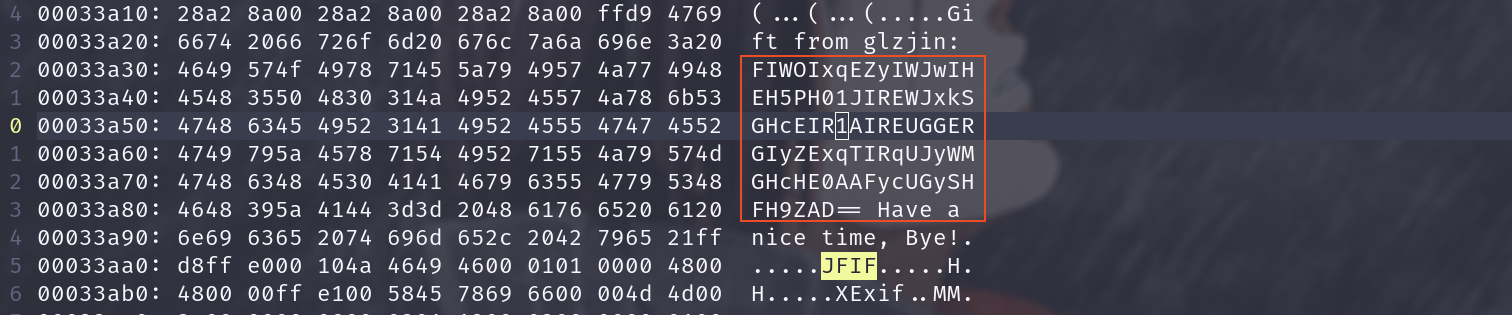 4 00033a10: 28a2 8a00 28a2 8a00 28a2 8a00 ffd9 4769 (...(...(.....Gi
3 00033a20: 6674 2066 726f 6d20 676c 7a6a 696e 3a20 ft from glzjin: 
2 00033a30: 4649 574f 4978 7145 5a79 4957 4a77 4948 FIWOIxqEZyIWJwIH
1 00033a40: 4548 3550 4830 314a 4952 4557 4a78 6b53 EH5PH01JIREWJxkS
0 00033a50: 4748 6345 4952 3141 4952 4555 4747 4552 GHcEIR1AIREUGGER
1 00033a60: 4749 795a 4578 7154 4952 7155 4a79 574d GIyZExqTIRqUJyWM
2 00033a70: 4748 6348 4530 4141 4679 6355 4779 5348 GHcHE0AAFycUGySH
3 00033a80: 4648 395a 4144 3d3d 2048 6176 6520 6120 FH9ZAD== Have a 
4 00033a90: 6e69 6365 2074 696d 652c 2042 7965 21ff nice time, Bye!.
5 00033aa0: d8ff e000 104a 4649 4600 0101 0000 4800 .....JFIF.....H.
6 00033ab0: 4800 00ff e100 5845 7869 6600 004d 4d00 H.....XExif..MM.